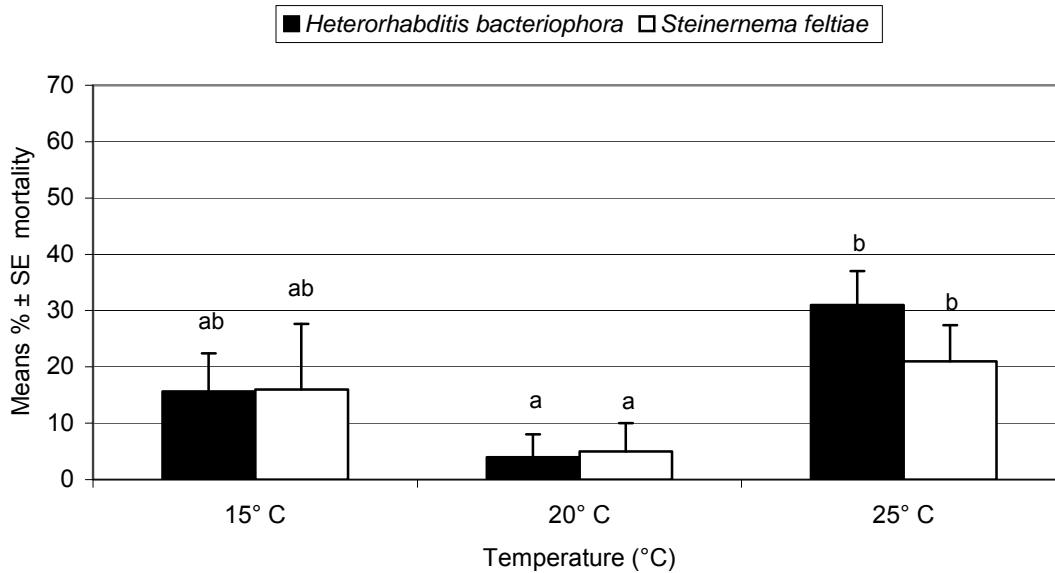 Heterorhabditis bacteriophora Steinernema feltiae
Means % ± SE mortality
70
60
50
40
30
20
10
0
ab
ab
a
a
b
b
15° C
20° C
25° C
Temperature (°C)